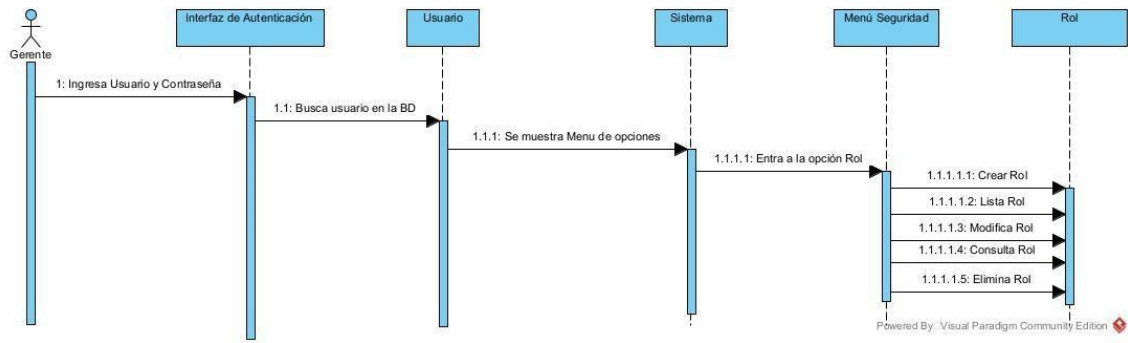 Interfaz de Autenticación
Usuario
Sistema
Menú Seguridad
Rol
Gerente
1: Ingresa Usuario y Contraseña
1.1: Busca usuario en la BD
1.1.1: Se muestra Menu de opciones
1.1.1.1: Entra a la opción Rol
1.1.1.1.1: Crear Rol
1.1.1.1.2: Lista Rol
1.1.1.1.3: Modifica Rol
1.1.1.1.4: Consulta Rol
1.1.1.1.5: Elimina Rol
Powered By Visual Paradigm Community Edition